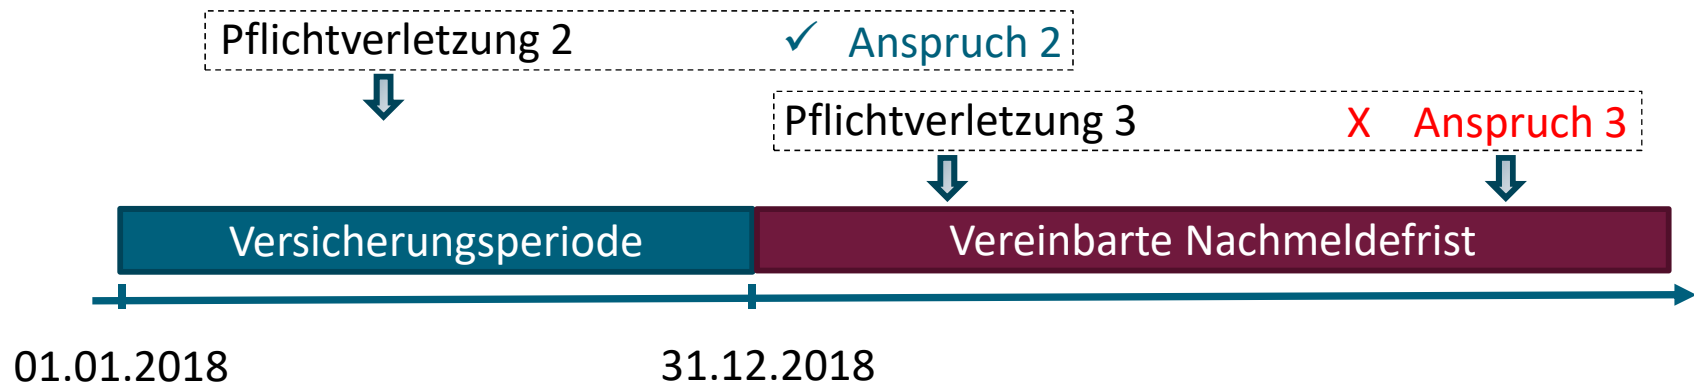 Pflichtverletzung 2 ✓ Anspruch 2
Pflichtverletzung 3 X Anspruch 3
Versicherungsperiode Vereinbarte Nachmeldefrist
01.01.2018 31.12.2018